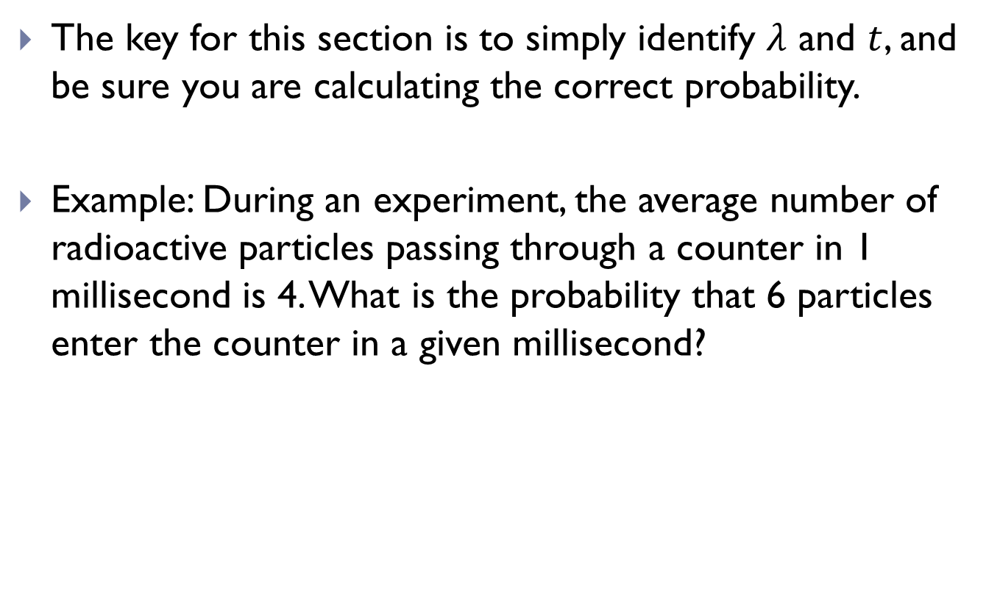 The key for this section is to simply identify λ and t, and
be sure you are calculating the correct probability.
Example: During an experiment, the average number of
radioactive particles passing through a counter in 1
millisecond is 4. What is the probability that 6 particles
enter the counter in a given millisecond?